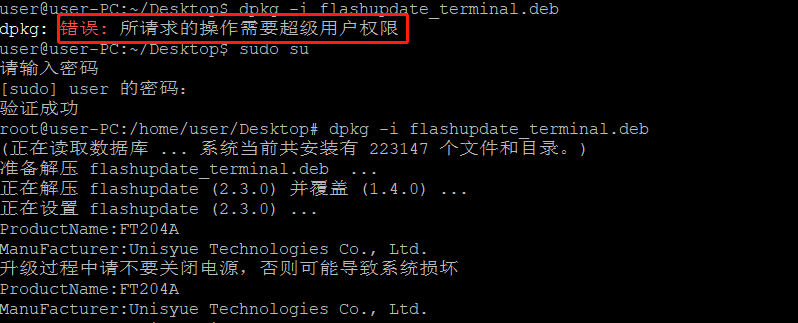 user@user-PC:~/Desktop$ dpkg -i flashupdate_terminal.deb
dpkg: 错误: 所请求的操作需要超级用户权限
user@user-PC:~/Desktop$ sudo su
请输入密码
[sudo] user 的密码:
验证成功
root@user-PC:/home/user/Desktop# dpkg -i flashupdate_terminal.deb
(正在读取数据库 ... 系统当前共安装有 223147 个文件和目录。)
准备解压 flashupdate_terminal.deb ...
正在解压 flashupdate (2.3.0) 并覆盖 (1.4.0) ...
正在设置 flashupdate (2.3.0) ...
ProductName:FT204A
ManuFacturer:Unisyue Technologies Co., Ltd.
升级过程中请不要关闭电源，否则可能导致系统损坏
ProductName:FT204A
ManuFacturer:Unisyue Technologies Co., Ltd.